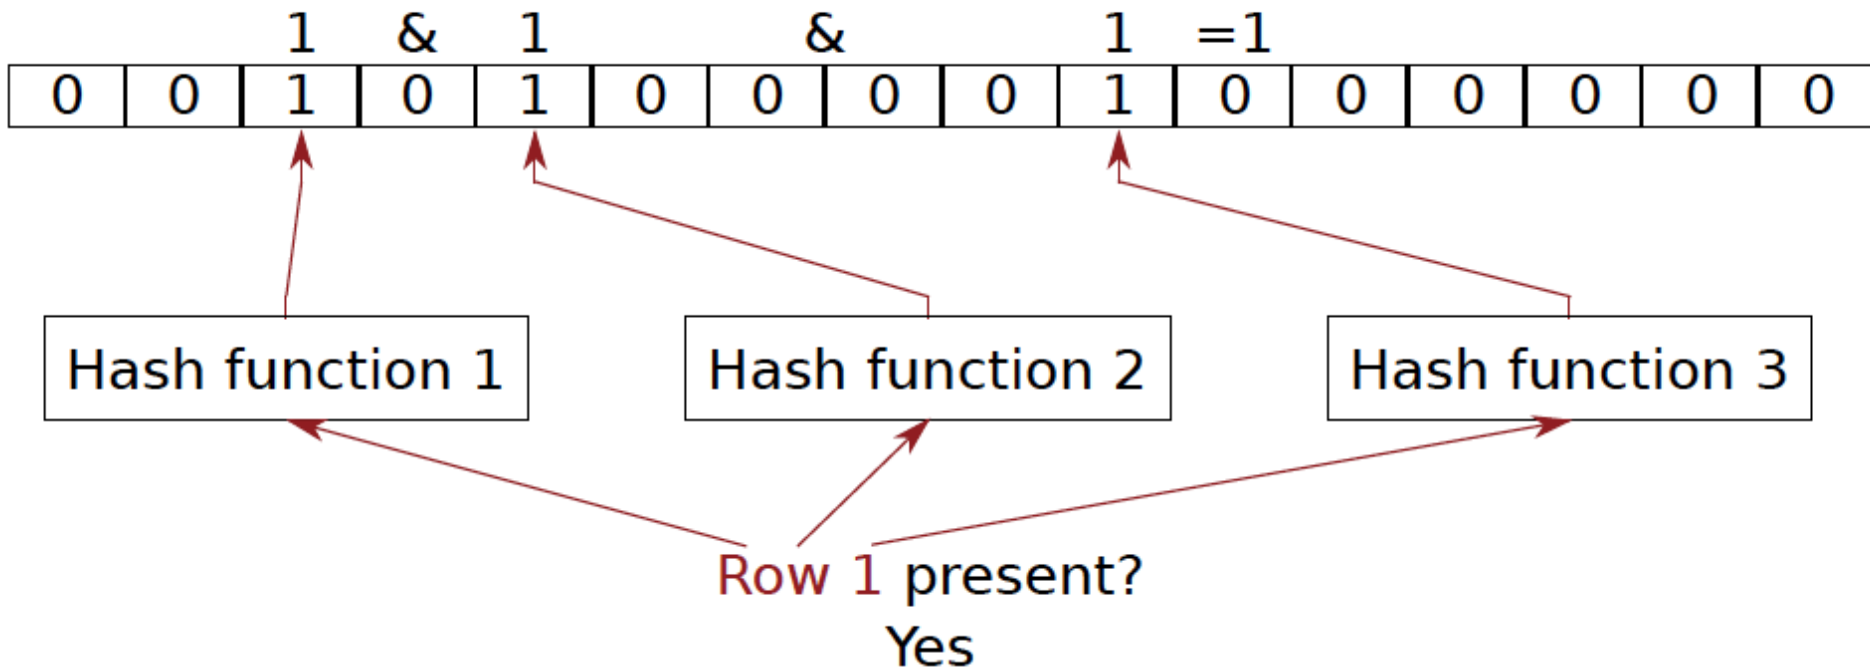 1 & 1 & 1 =1
0 0 1 0 1 0 0 0 0 1 0 0 0 0 0 0
Hash function 1 Hash function 2 Hash function 3
Row 1 present?
Yes